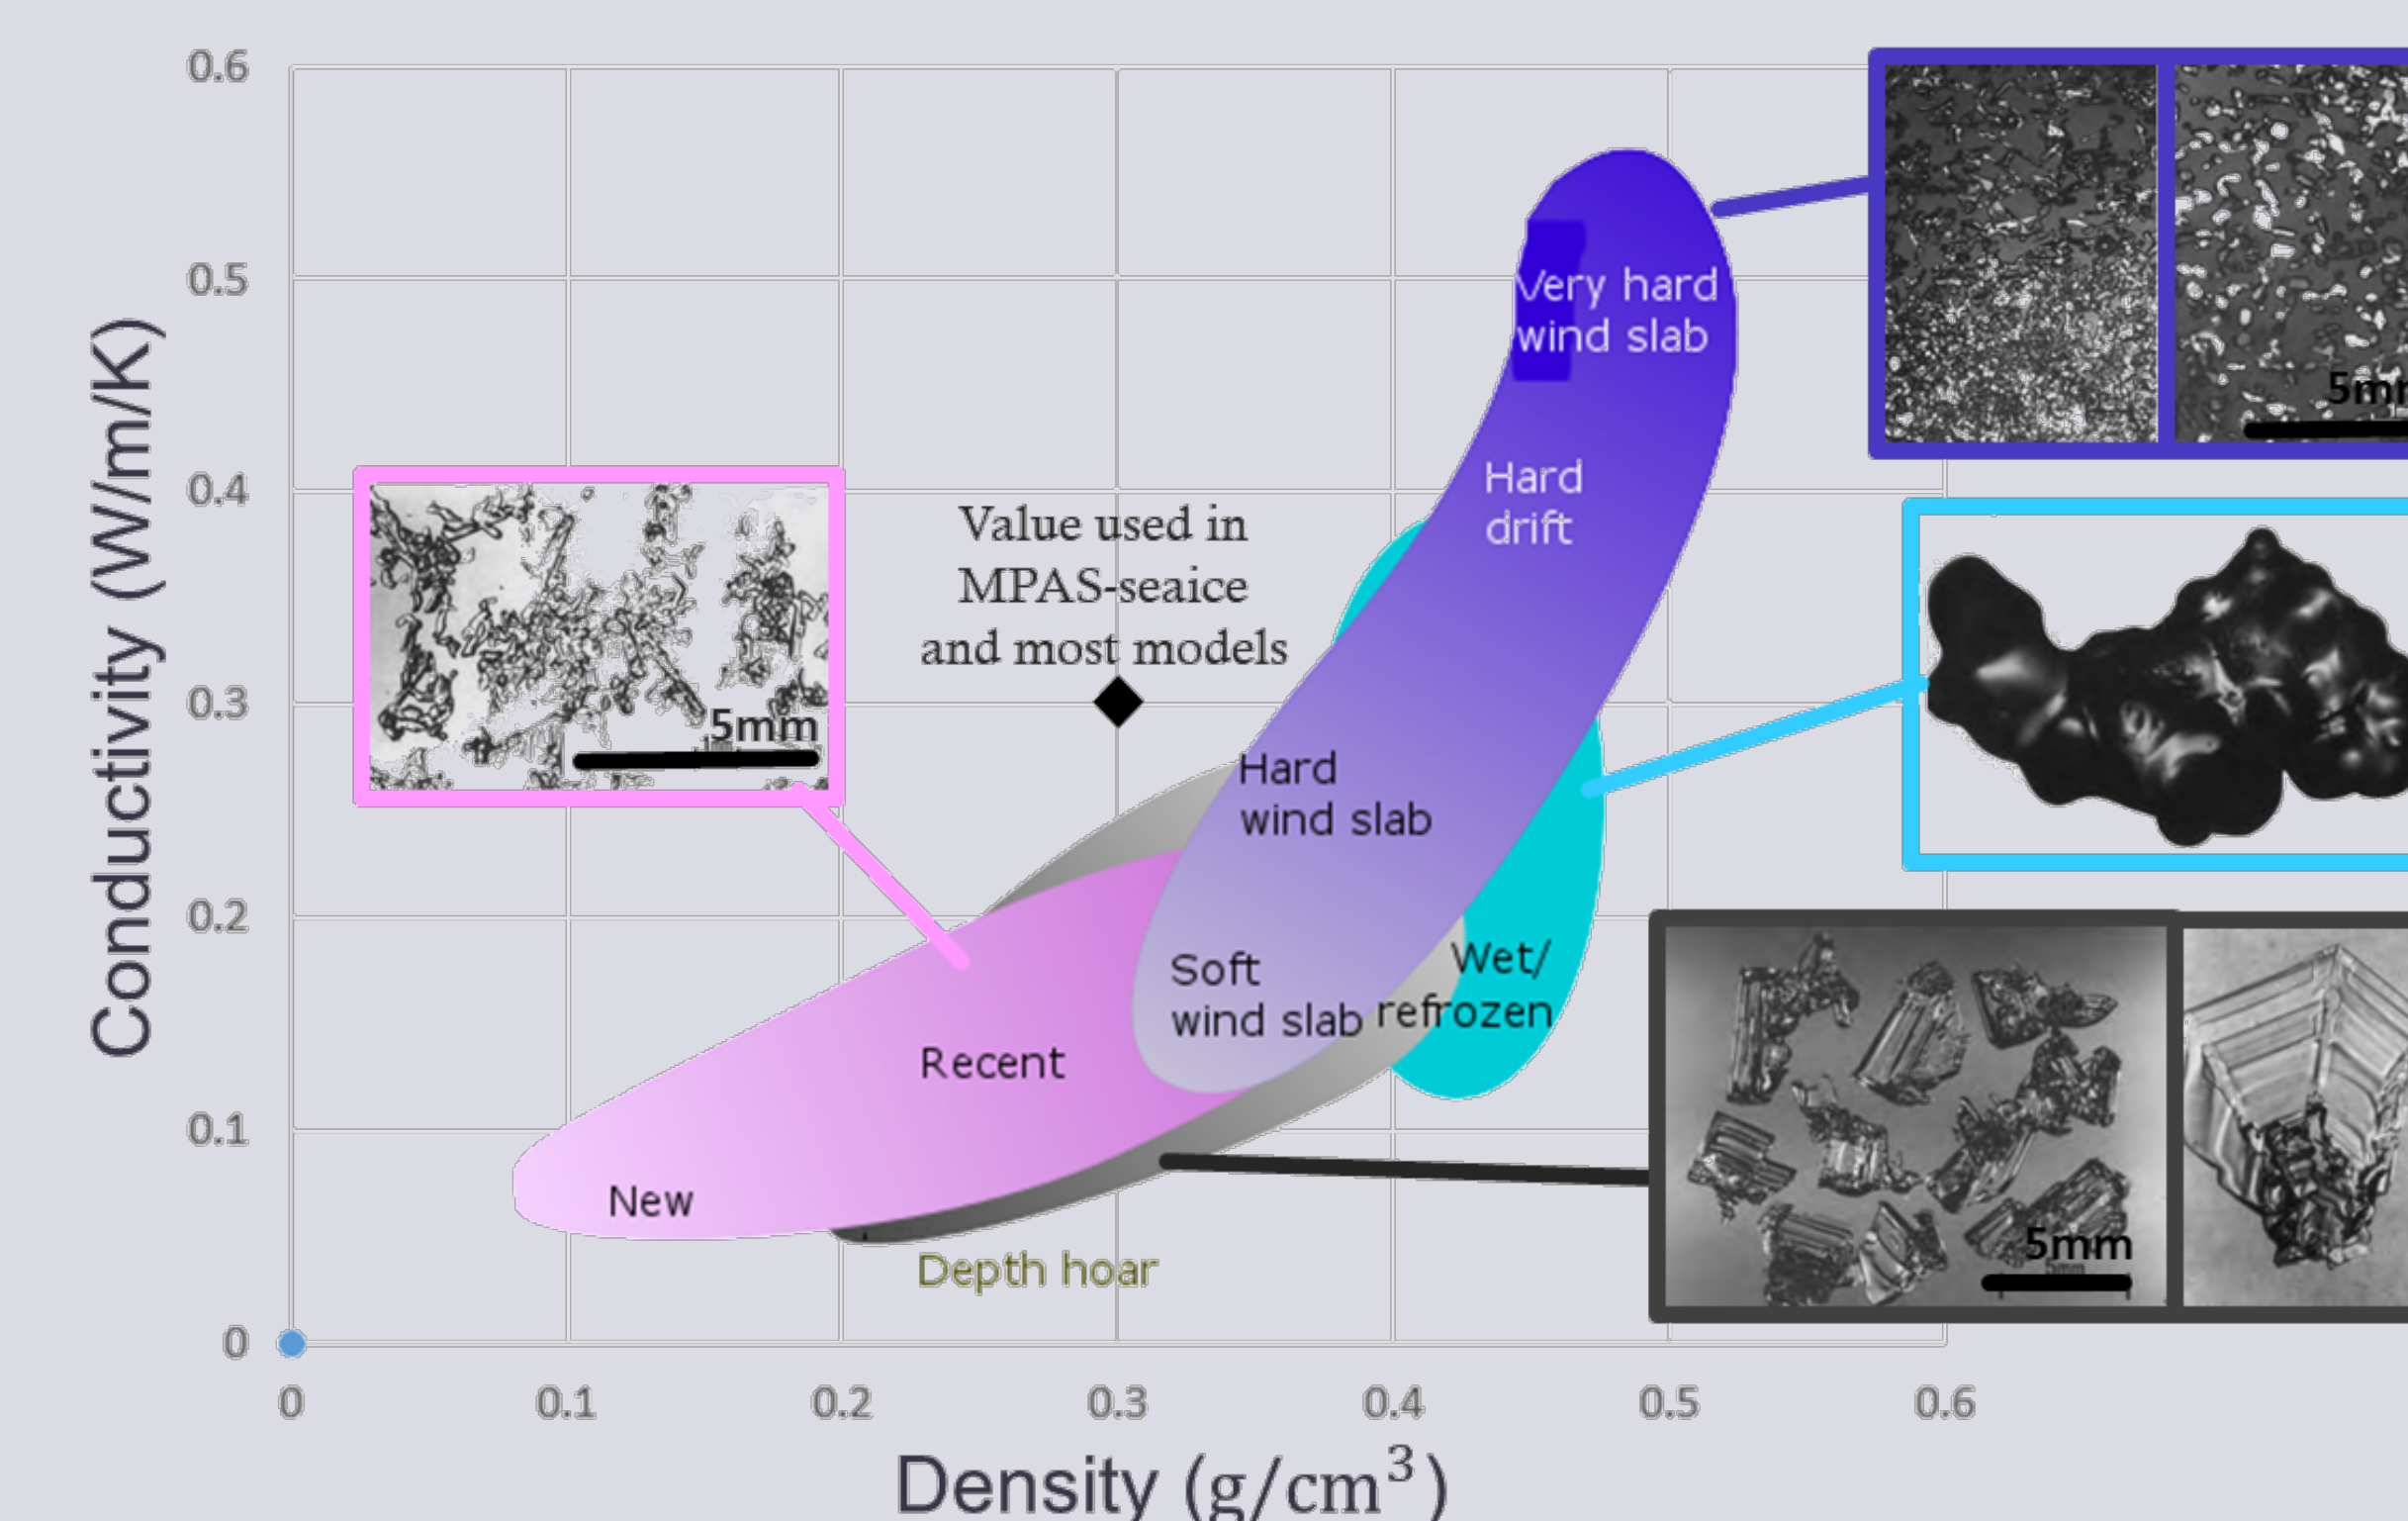 0.6
0.5
0.4
0.3
0.2
0.1
0
Conductivity (W/m/K)
Very hard
wind slab
Hard
drift
Value used in
MPAS-seaice
and most models
5mm
Hard
wind slab
Soft
wind slab
Wet/
refrozen
Recent
New
Depth hoar
5mm
5mm
0
0.1
0.2
0.3
0.4
0.5
0.6
Density (g/cm³)